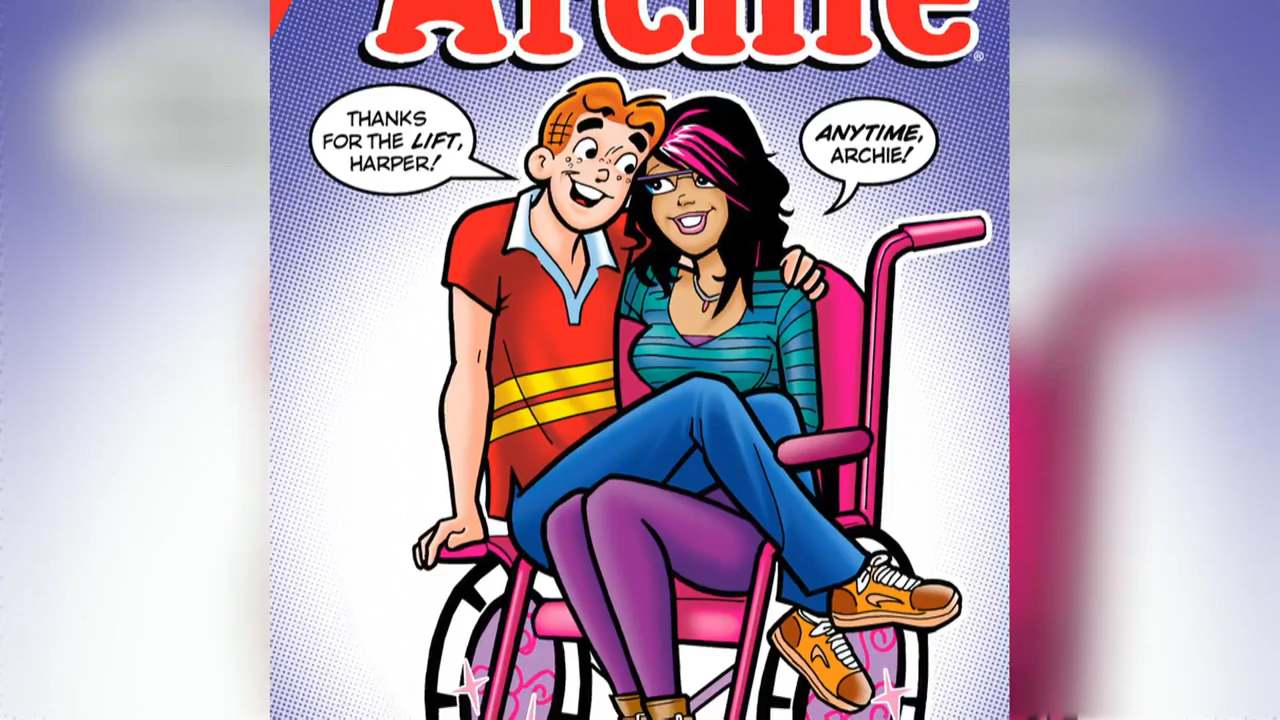 Archie
THANKS
FOR THE LIFT,
HARPER!
ANYTIME,
ARCHIE!